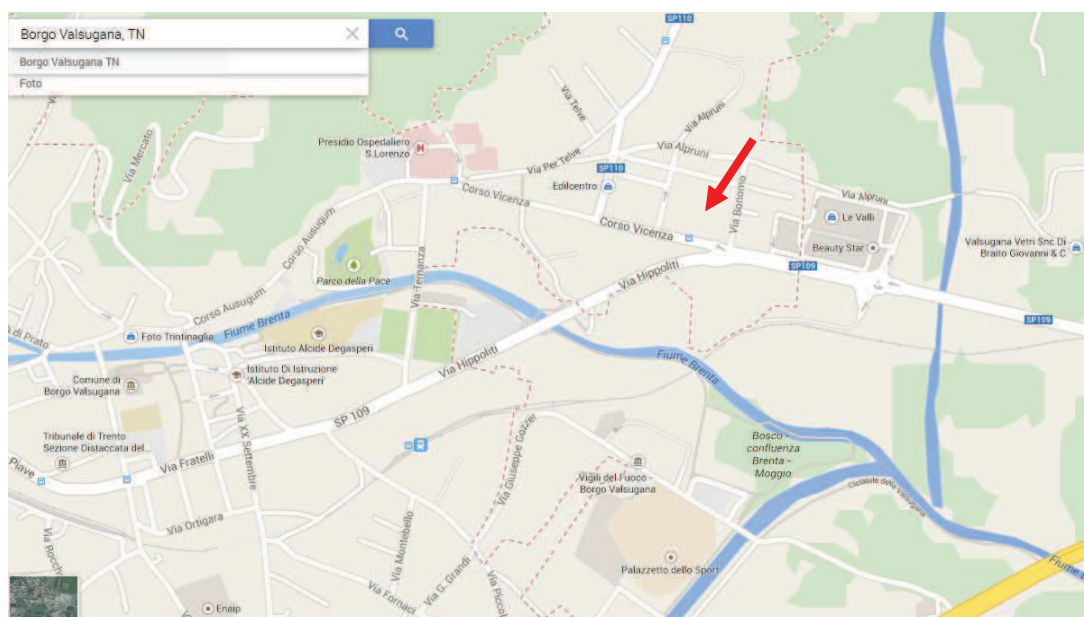 Borgo Valsugana, TN
Borgo Valsugana TN
Foto
SP110
Via Mercato
Via Telve
Via Alpruni
Presidio Ospedaliero
S.Lorenzo
H
Via Per Telve
SP110
Via Alpruni
Edilcentro
Corso Vicenza
Via Bonomo
Via Alpruni
Le Valli
Corso Ausugum
Corso Vicenza
Beauty Star
Valsugana Vetri Snc Di
Braito Giovanni & C
Parco della Pace
Via Temanza
Via Hippoliti
SP109
SP109
Corso Ausugum
Fiume Brenta
Foto Trintinaglia
di Prato
Istituto Alcide Degasperi
Via Hippoliti
Fiume Brenta
Istituto Di Istruzione
'Alcide Degasperi
Comune di
Borgo Valsugana
SP 109
Via XX Settembre
Tribunale di Trento
Sezione Distaccata del...
Via Giuseppe Gozzer
Bosco -
confluenza
Brenta -
Moggio
Piave
Via Fratelli
Vigili del Fuoco -
Borgo Valsugana
Ciclabile della Valsugana
Via Ortigara
Via Montebello
Via Rocch
Palazzetto dello Sport
Fiume
Via G. Grandi
Via Fornaci
Via Piccol
Enaip